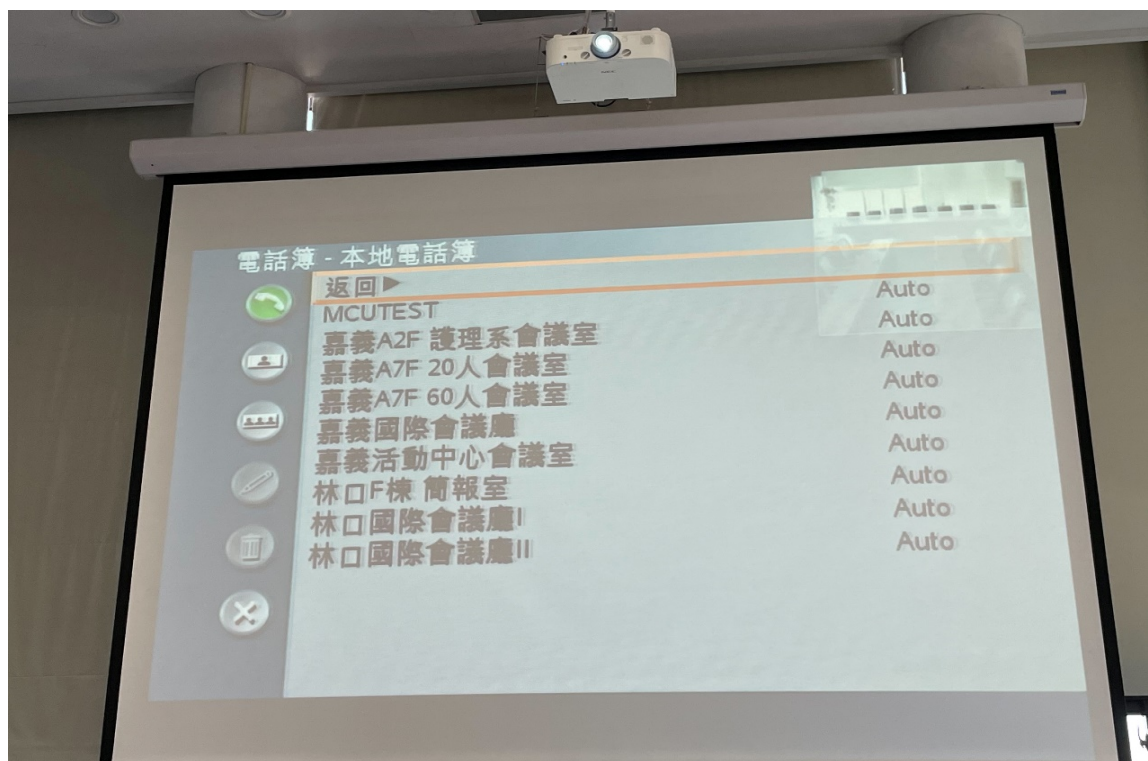 電話簿 - 本地電話簿
返回
MCUTEST Auto
嘉義A2F 護理系會議室 Auto
嘉義A7F 20人會議室 Auto
嘉義A7F 60人會議室 Auto
嘉義國際會議廳 Auto
嘉義活動中心會議室 Auto
林口F棟 簡報室 Auto
林口國際會議廳I Auto
林口國際會議廳II Auto